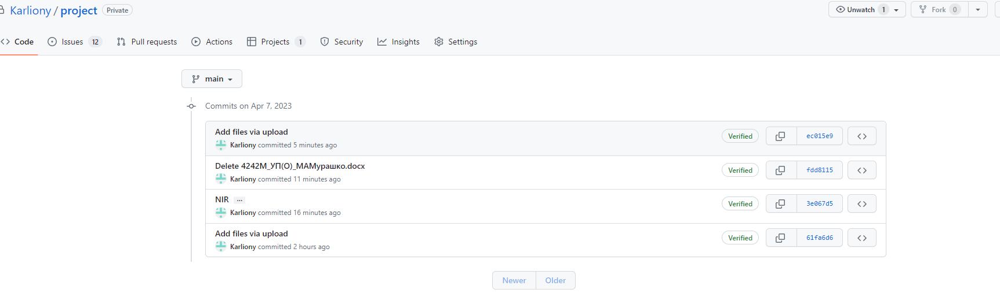 Karliony / project Private
Unwatch 1
Fork 0
Code
Issues 12
Pull requests
Actions
Projects 1
Security
Insights
Settings
main
Commits on Apr 7, 2023
Add files via upload
Karliony committed 5 minutes ago
Verified
ec015e9
Delete 4242М_УП(О)_МАМурашко.docx
Karliony committed 11 minutes ago
Verified
fdd8115
NIR ...
Karliony committed 16 minutes ago
Verified
3e067d5
Add files via upload
Karliony committed 2 hours ago
Verified
61fa6d6
Newer
Older